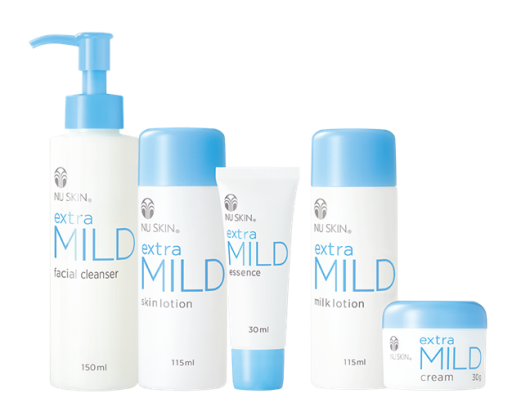 NU SKIN®
extra
MILD
facial cleanser
150ml
NU SKIN®
extra
MILD
skin lotion
115ml
NU SKIN®
extra
MILD
essence
30ml
NU SKIN®
extra
MILD
milk lotion
115ml
NU SKIN®
extra
MILD
cream 30g